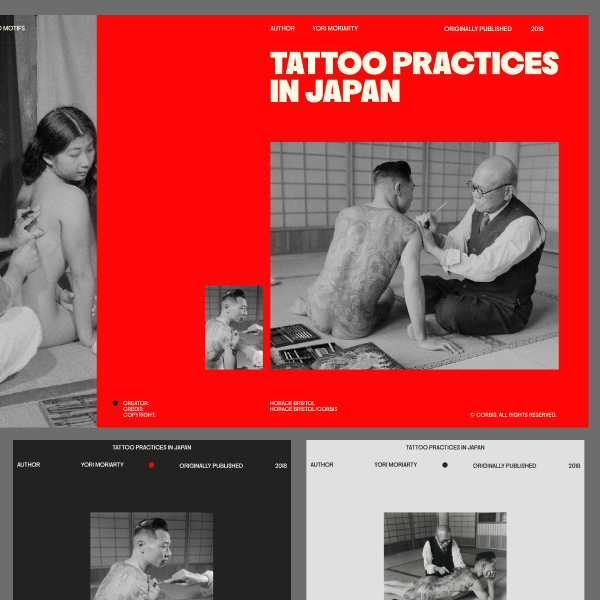 MOTIFS
AUTHOR YORI MORIARTY ORIGINALLY PUBLISHED 2018
TATTOO PRACTICES
IN JAPAN
CREATOR:
CREDIT:
COPYRIGHT:
HORACE BRISTOL
HORACE BRISTOL/CORBIS
© CORBIS. ALL RIGHTS RESERVED.
TATTOO PRACTICES IN JAPAN
AUTHOR YORI MORIARTY ORIGINALLY PUBLISHED 2018
TATTOO PRACTICES IN JAPAN
AUTHOR YORI MORIARTY ORIGINALLY PUBLISHED 2018